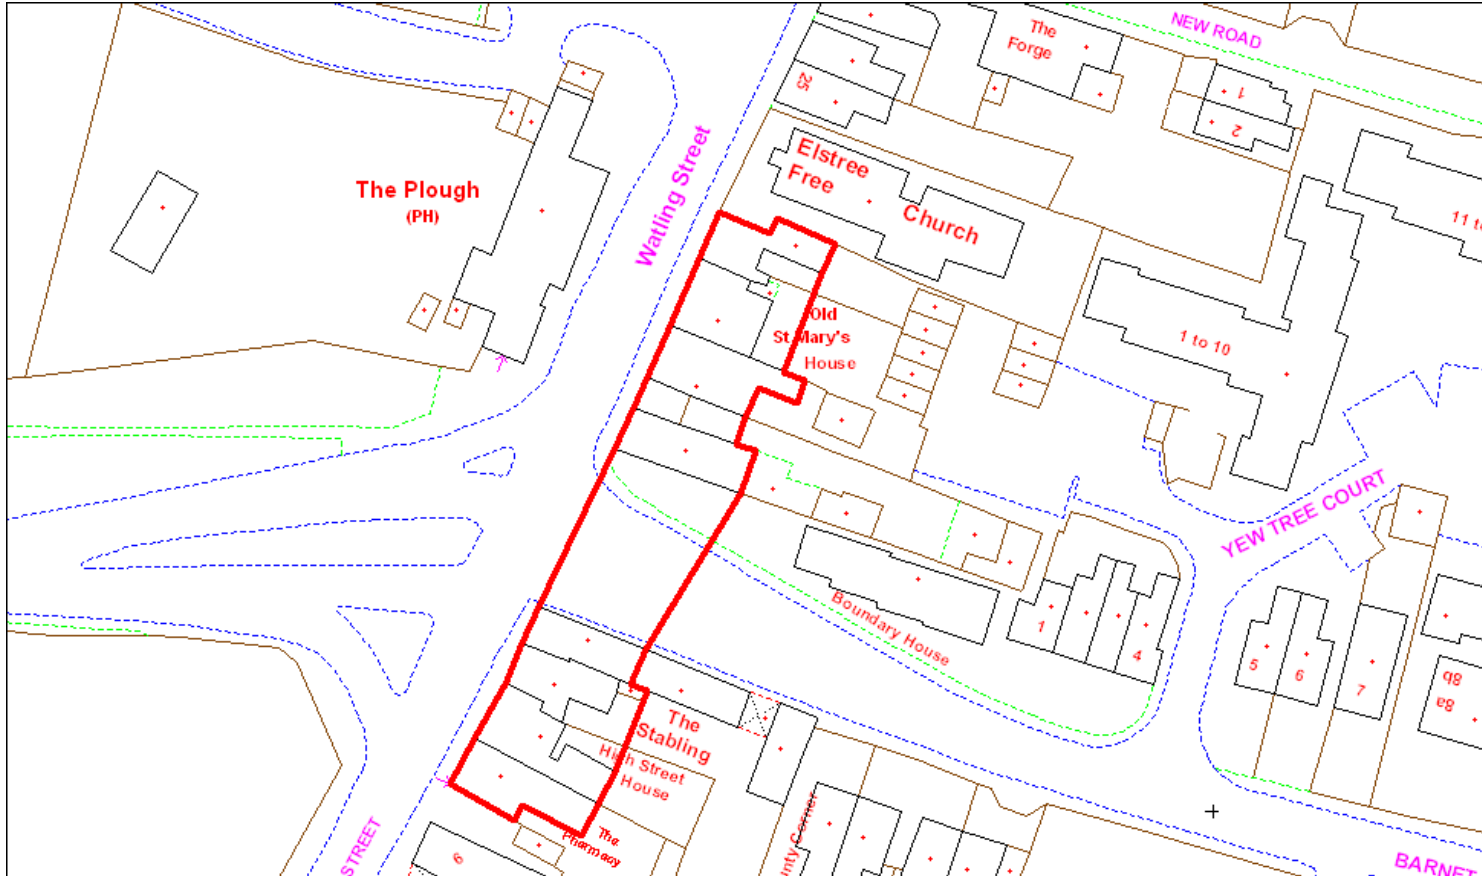 NEW ROAD
The
Forge
25
1
2
Elstree
Free
Church
The Plough
(PH)
Watling Street
11 t
Old
St Mary's
House
1 to 10
YEW TREE COURT
Boundary House
1
4
5
6
7
8b
8a
The
Stabling
High Street
House
The
Pharmacy
nty Corner
6
STREET
BARNET